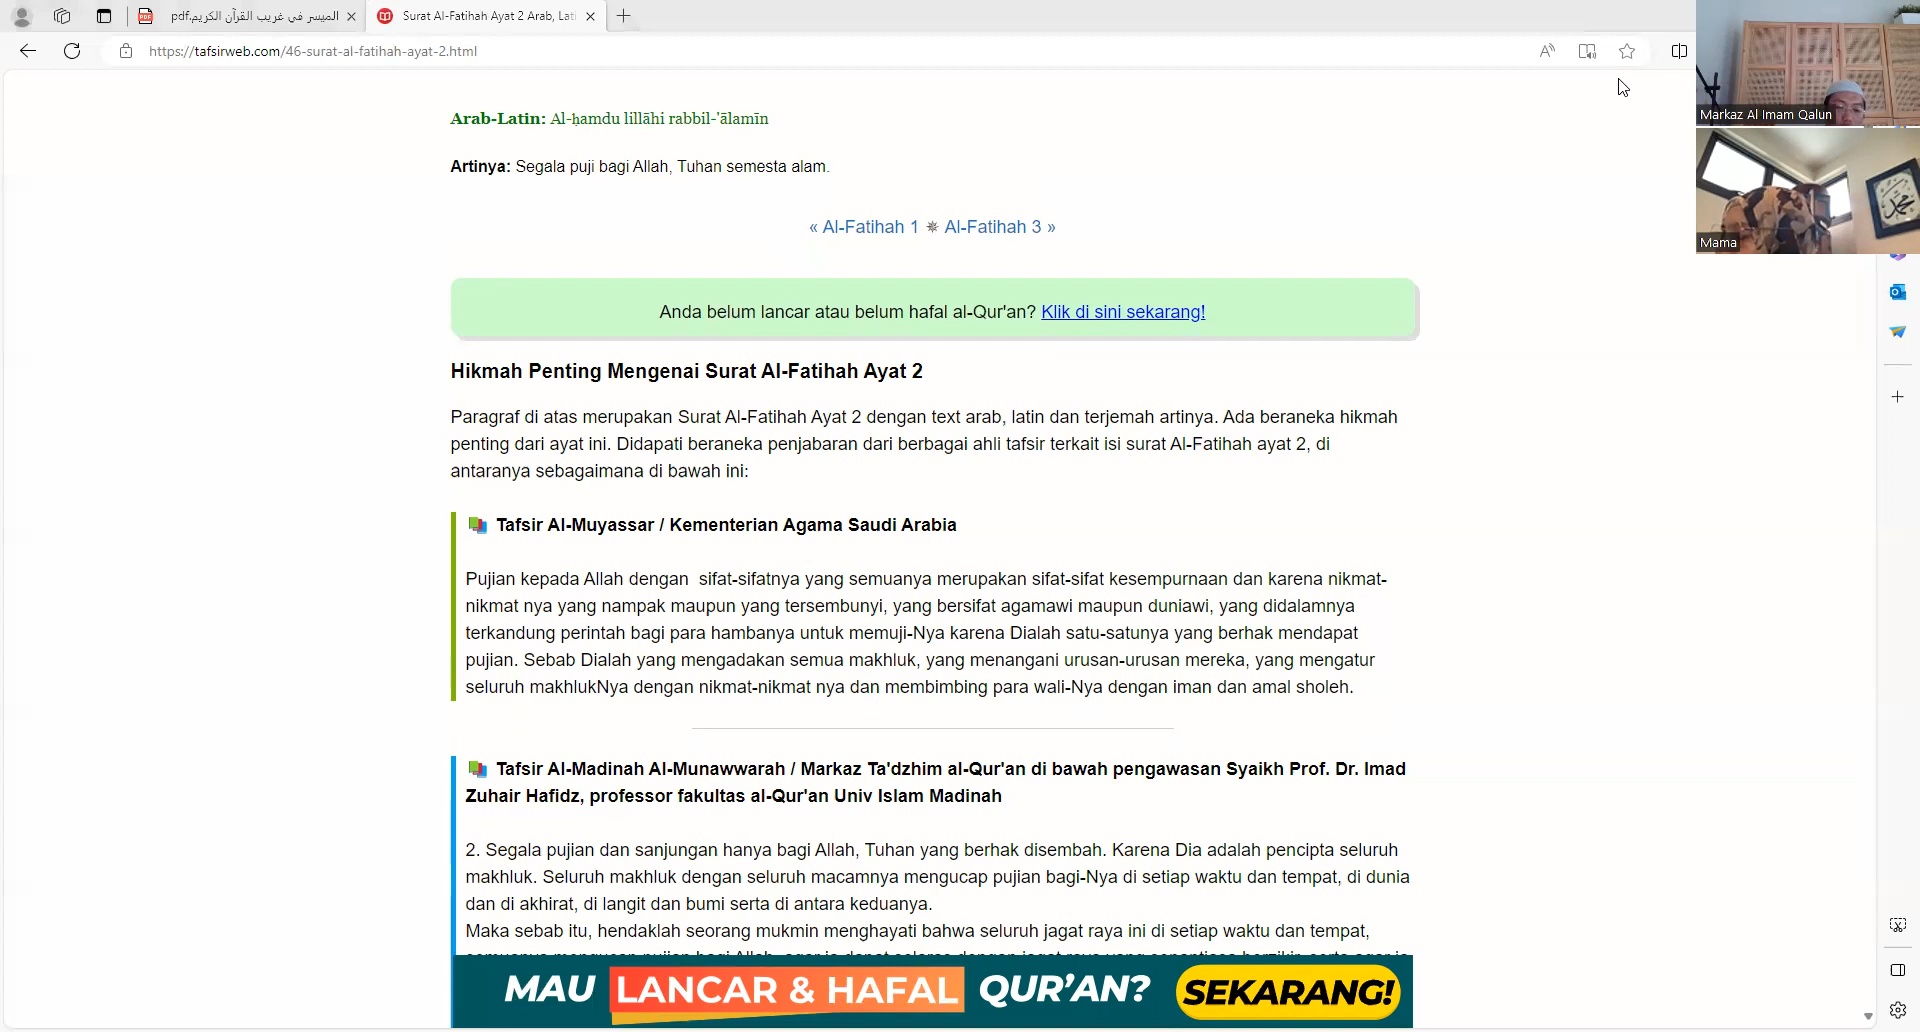 الميسر في غريب القرآن الكريم.pdf
Surat Al-Fatihah Ayat 2 Arab, Lati
https://tafsirweb.com/46-surat-al-fatihah-ayat-2.html
Markaz Al Imam Qalun
Mama
محمد
Arab-Latin: Al-ḥamdu lillāhi rabbil-'ālamīn
Artinya: Segala puji bagi Allah, Tuhan semesta alam.
« Al-Fatihah 1 ✵ Al-Fatihah 3 »
Anda belum lancar atau belum hafal al-Qur'an? Klik di sini sekarang!
Hikmah Penting Mengenai Surat Al-Fatihah Ayat 2
Paragraf di atas merupakan Surat Al-Fatihah Ayat 2 dengan text arab, latin dan terjemah artinya. Ada beraneka hikmah
penting dari ayat ini. Didapati beraneka penjabaran dari berbagai ahli tafsir terkait isi surat Al-Fatihah ayat 2, di
antaranya sebagaimana di bawah ini:
Tafsir Al-Muyassar / Kementerian Agama Saudi Arabia
Pujian kepada Allah dengan  sifat-sifatnya yang semuanya merupakan sifat-sifat kesempurnaan dan karena nikmat-
nikmat nya yang nampak maupun yang tersembunyi, yang bersifat agamawi maupun duniawi, yang didalamnya
terkandung perintah bagi para hambanya untuk memuji-Nya karena Dialah satu-satunya yang berhak mendapat
pujian. Sebab Dialah yang mengadakan semua makhluk, yang menangani urusan-urusan mereka, yang mengatur
seluruh makhlukNya dengan nikmat-nikmat nya dan membimbing para wali-Nya dengan iman dan amal sholeh.
Tafsir Al-Madinah Al-Munawwarah / Markaz Ta'dzhim al-Qur'an di bawah pengawasan Syaikh Prof. Dr. Imad
Zuhair Hafidz, professor fakultas al-Qur'an Univ Islam Madinah
2. Segala pujian dan sanjungan hanya bagi Allah, Tuhan yang berhak disembah. Karena Dia adalah pencipta seluruh
makhluk. Seluruh makhluk dengan seluruh macamnya mengucap pujian bagi-Nya di setiap waktu dan tempat, di dunia
dan di akhirat, di langit dan bumi serta di antara keduanya.
Maka sebab itu, hendaklah seorang mukmin menghayati bahwa seluruh jagat raya ini di setiap waktu dan tempat,
MAU LANCAR & HAFAL QUR'AN? SEKARANG!